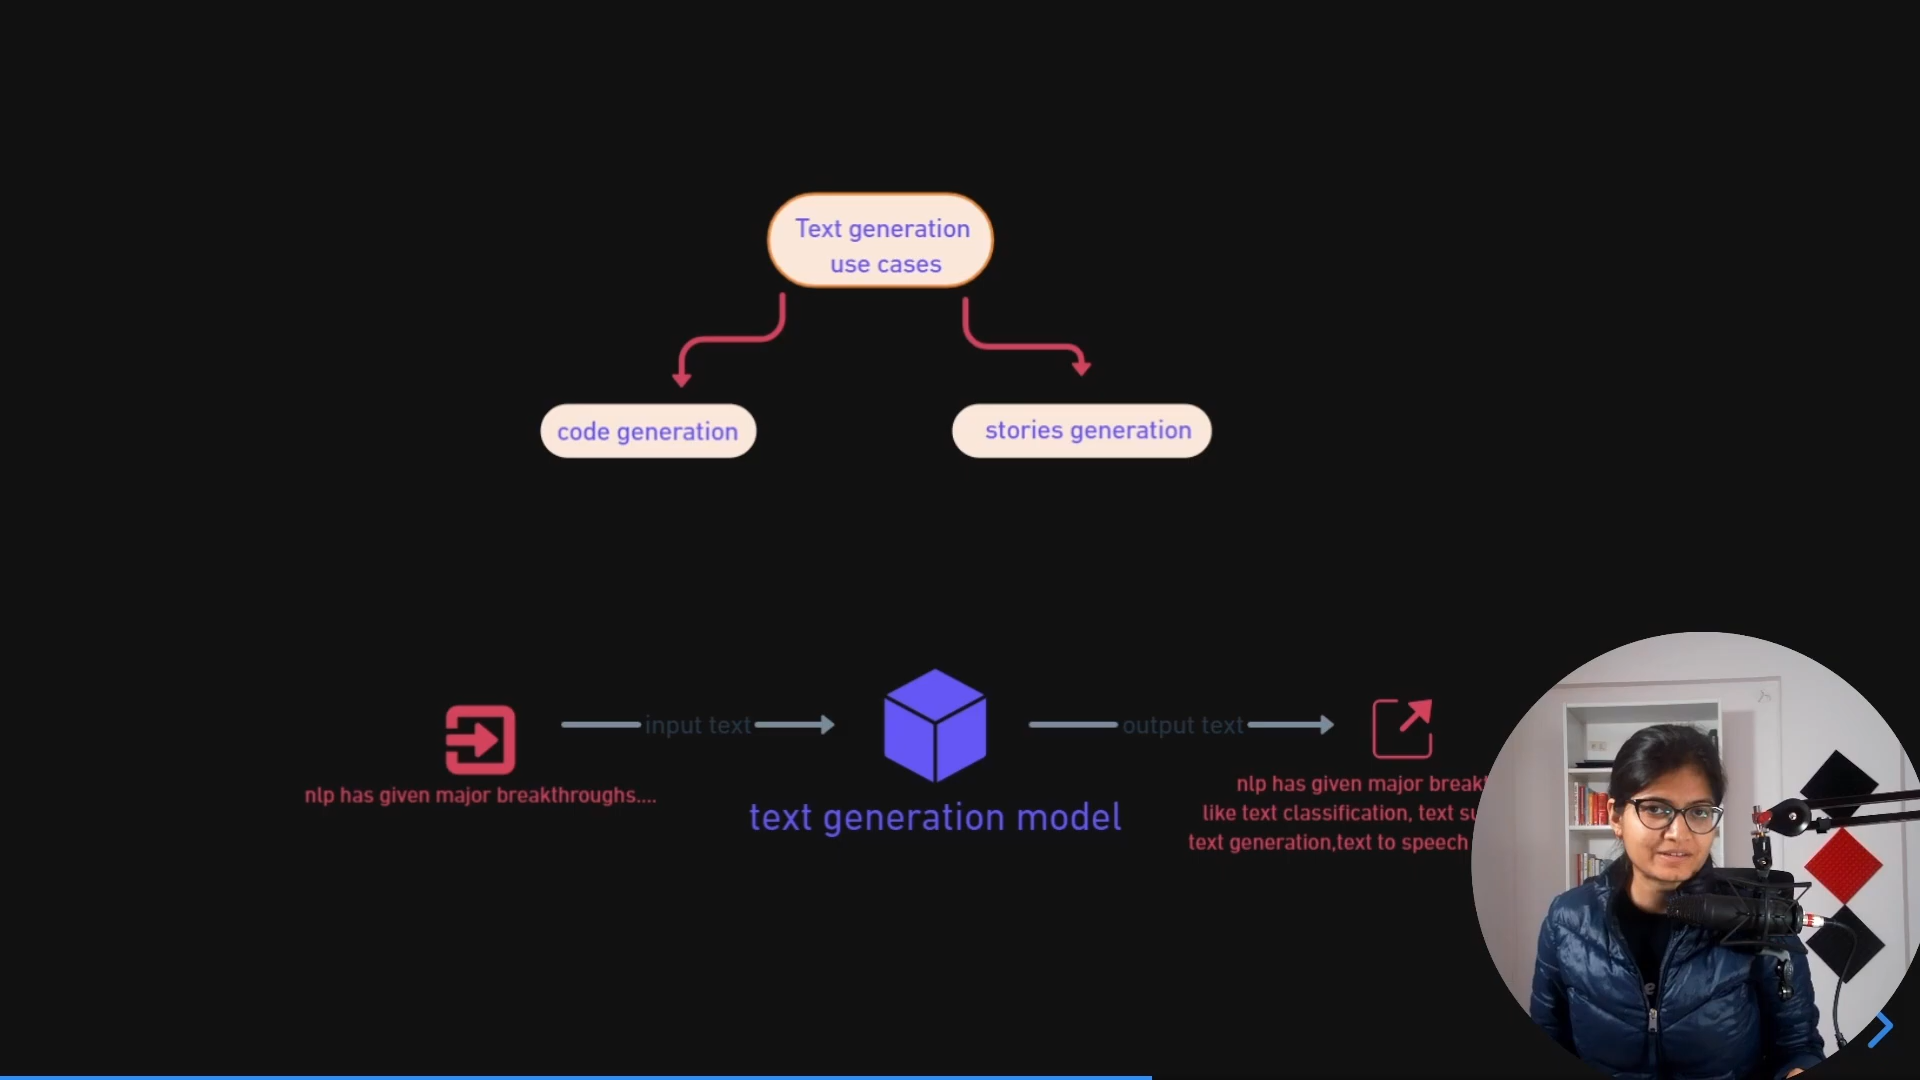 Text generation
use cases
code generation
stories generation
input text
output text
nlp has given major breakthroughs....
text generation model
nlp has given major
like text classification, text
text generation,text to speech